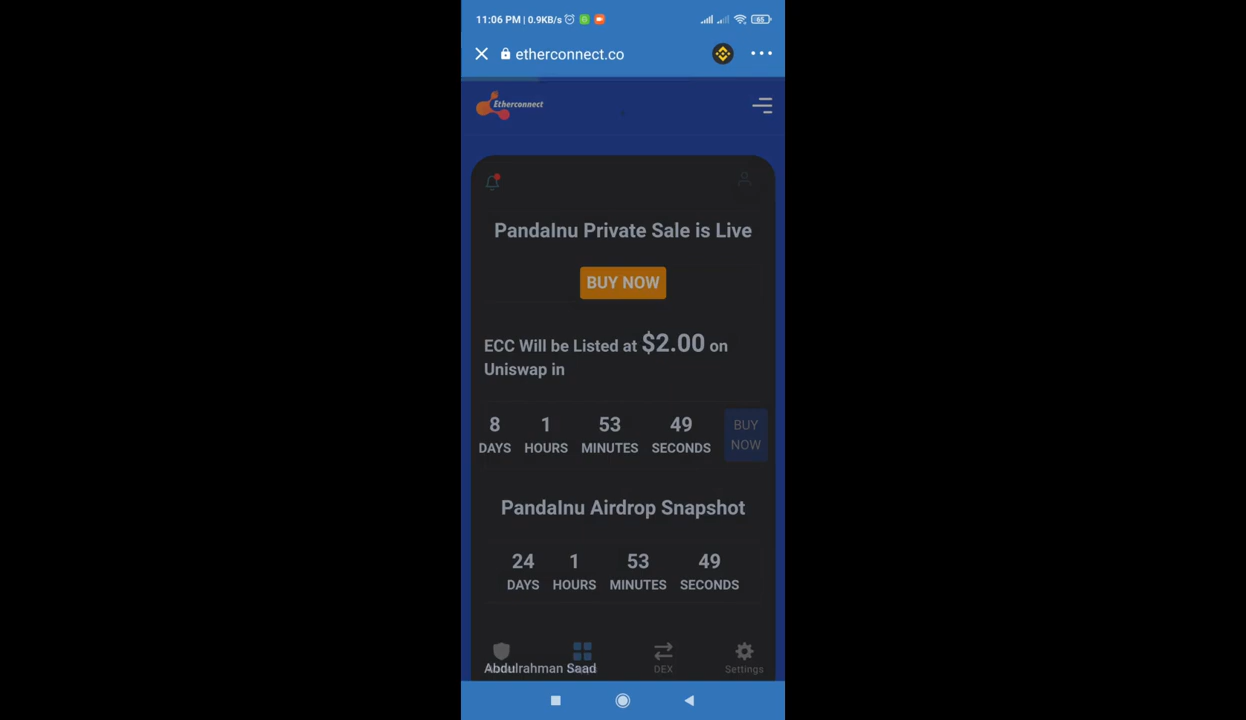 11:06 PM | 0.9KB/s
65
etherconnect.co
Etherconnect
PandaInu Private Sale is Live
BUY NOW
ECC Will be Listed at $2.00 on
Uniswap in
8 1 53 49
DAYS HOURS MINUTES SECONDS
BUY
NOW
PandaInu Airdrop Snapshot
24 1 53 49
DAYS HOURS MINUTES SECONDS
DEX Settings
Abdulrahman Saad